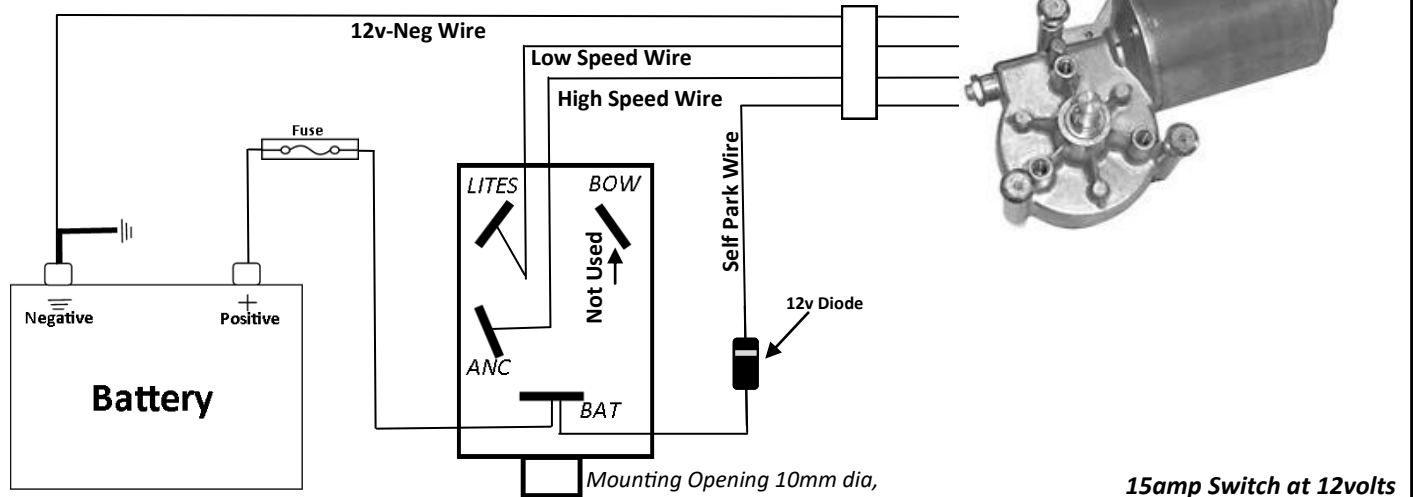 12v-Neg Wire
Low Speed Wire
High Speed Wire
Fuse
LITES
BOW
Self Park Wire
Not Used
12v Diode
Negative
+
Positive
ANC
Battery
BAT
Mounting Opening 10mm dia,
15amp Switch at 12volts